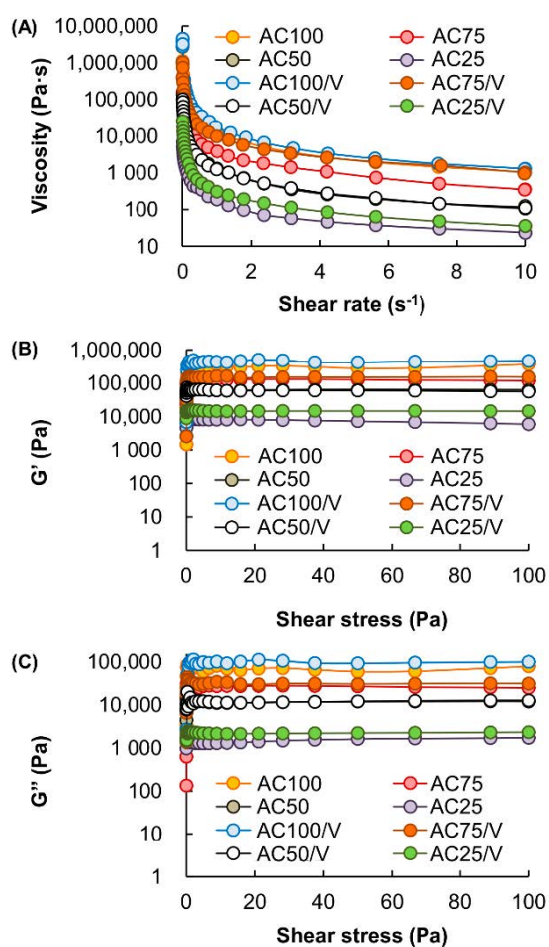 (A)
10,000,000
1,000,000
100,000
10,000
1 000
100
10
Viscosity (Pa·s)
AC100 AC75
AC50 AC25
AC100/V AC75/V
AC50/V AC25/V
0 2 4 6 8 10
Shear rate (s⁻¹)
(B)
1,000,000
100,000
10,000
1 000
100
10
1
G' (Pa)
AC100 AC75
AC50 AC25
AC100/V AC75/V
AC50/V AC25/V
0 20 40 60 80 100
Shear stress (Pa)
(C)
100,000
10,000
1 000
100
10
1
G" (Pa)
AC100 AC75
AC50 AC25
AC100/V AC75/V
AC50/V AC25/V
0 20 40 60 80 100
Shear stress (Pa)